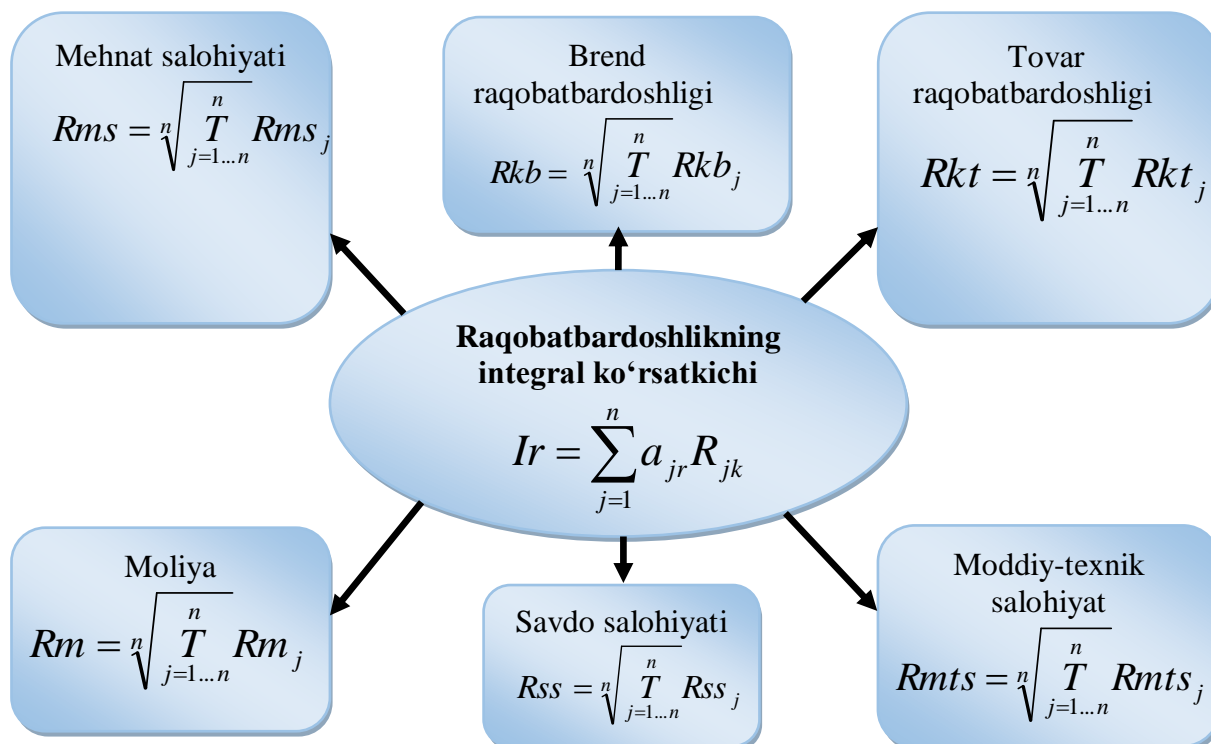 Mehnat salohiyati
Rms = ⁿ√(T_{j=1...n}^{n}) Rms_j
Brend
raqobatbardoshligi
Rkb = ⁿ√(T_{j=1...n}^{n}) Rkb_j
Tovar
raqobatbardoshligi
Rkt = ⁿ√(T_{j=1...n}^{n}) Rkt_j
Raqobatbardoshlikning
integral ko‘rsatkichi
Ir = ∑_{j=1}^{n} a_{jr} R_{jk}
Moliya
Rm = ⁿ√(T_{j=1...n}^{n}) Rm_j
Savdo salohiyati
Rss = ⁿ√(T_{j=1...n}^{n}) Rss_j
Moddiy-texnik
salohiyat
Rmts = ⁿ√(T_{j=1...n}^{n}) Rmts_j